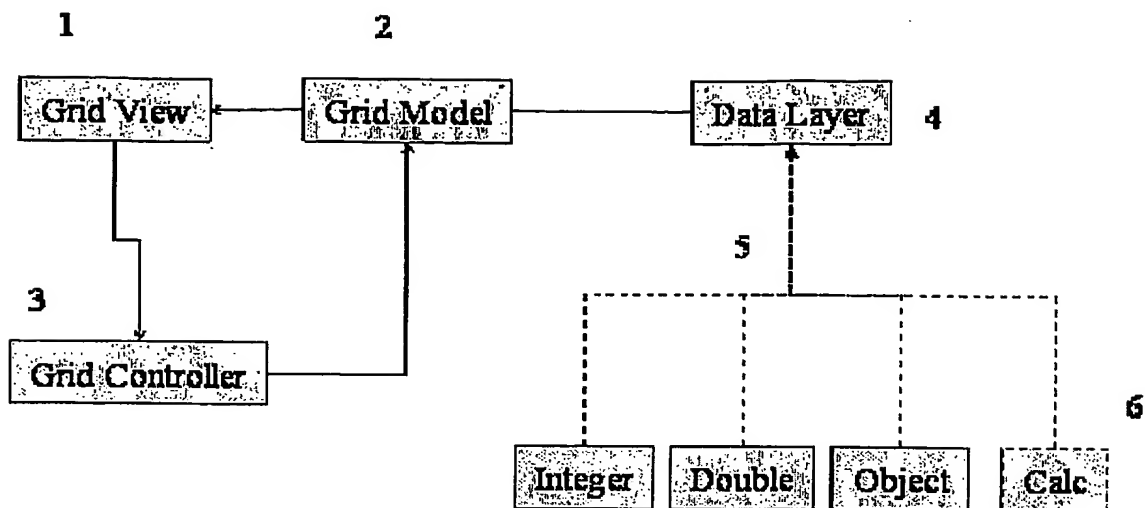 1 2
Grid View Grid Model Data Layer 4
5
3
Grid Controller
6
Integer Double Object Calc